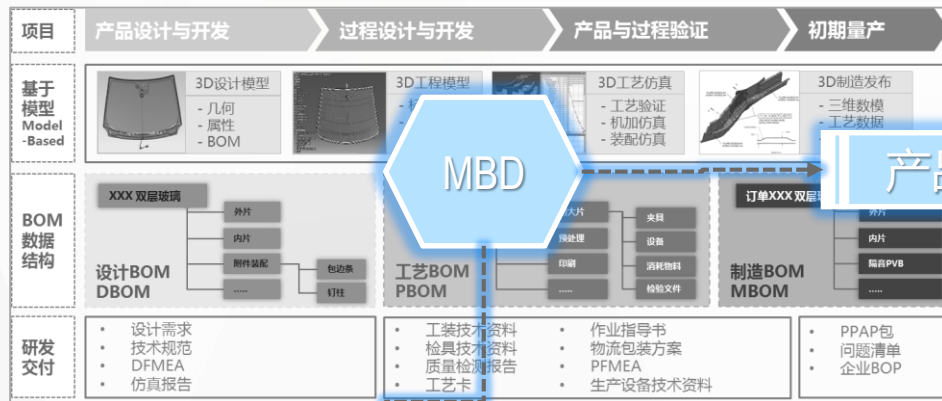 项目
产品设计与开发
过程设计与开发
产品与过程验证
初期量产
基于
模型
Model
-Based
3D设计模型
- 几何
- 属性
- BOM
3D工程模型
3D工艺仿真
- 工艺验证
- 机加仿真
- 装配仿真
3D制造发布
- 三维数模
- 工艺数据
MBD
产品
BOM
数据
结构
XXX 双层玻璃
外片
内片
附件装配
......
包边条
钉柱
设计BOM
DBOM
大片
预处理
印刷
......
夹具
设备
消耗物料
检验文件
工艺BOM
PBOM
订单XXX 双层
外片
内片
隔音PVB
......
制造BOM
MBOM
研发
交付
• 设计需求
• 技术规范
• DFMEA
• 仿真报告
• 工装技术资料
• 检具技术资料
• 质量检测报告
• 工艺卡
• 作业指导书
• 物流包装方案
• PFMEA
• 生产设备技术资料
• PPAP包
• 问题清单
• 企业BOP